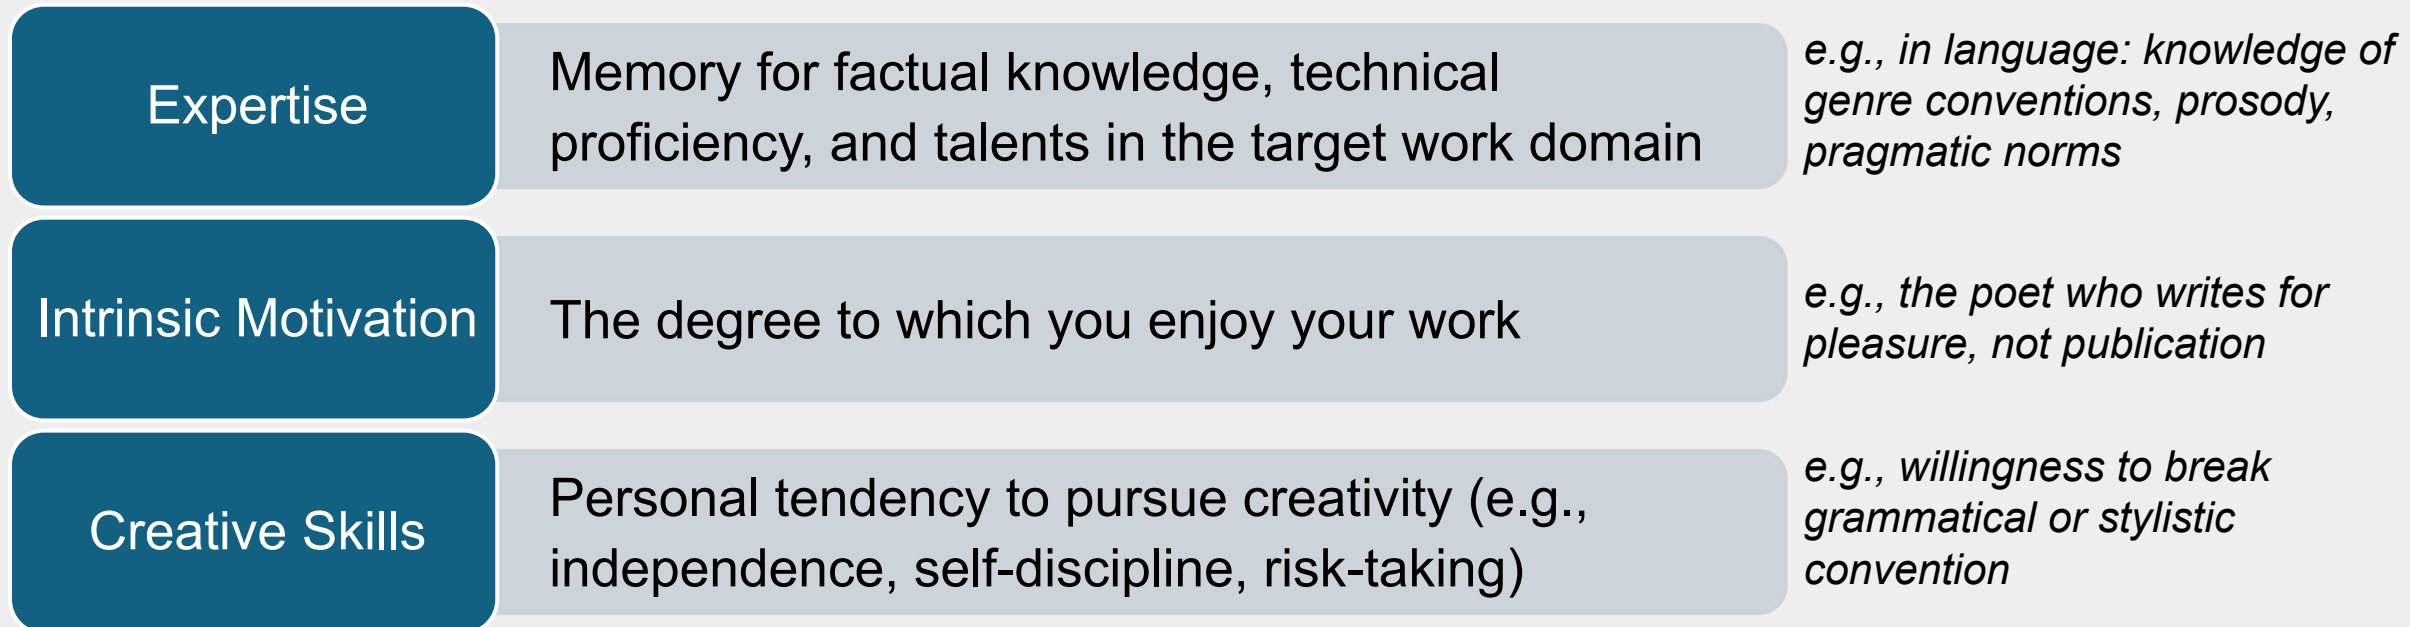 Expertise
Memory for factual knowledge, technical
proficiency, and talents in the target work domain
e.g., in language: knowledge of
genre conventions, prosody,
pragmatic norms
Intrinsic Motivation
The degree to which you enjoy your work
e.g., the poet who writes for
pleasure, not publication
Creative Skills
Personal tendency to pursue creativity (e.g.,
independence, self-discipline, risk-taking)
e.g., willingness to break
grammatical or stylistic
convention